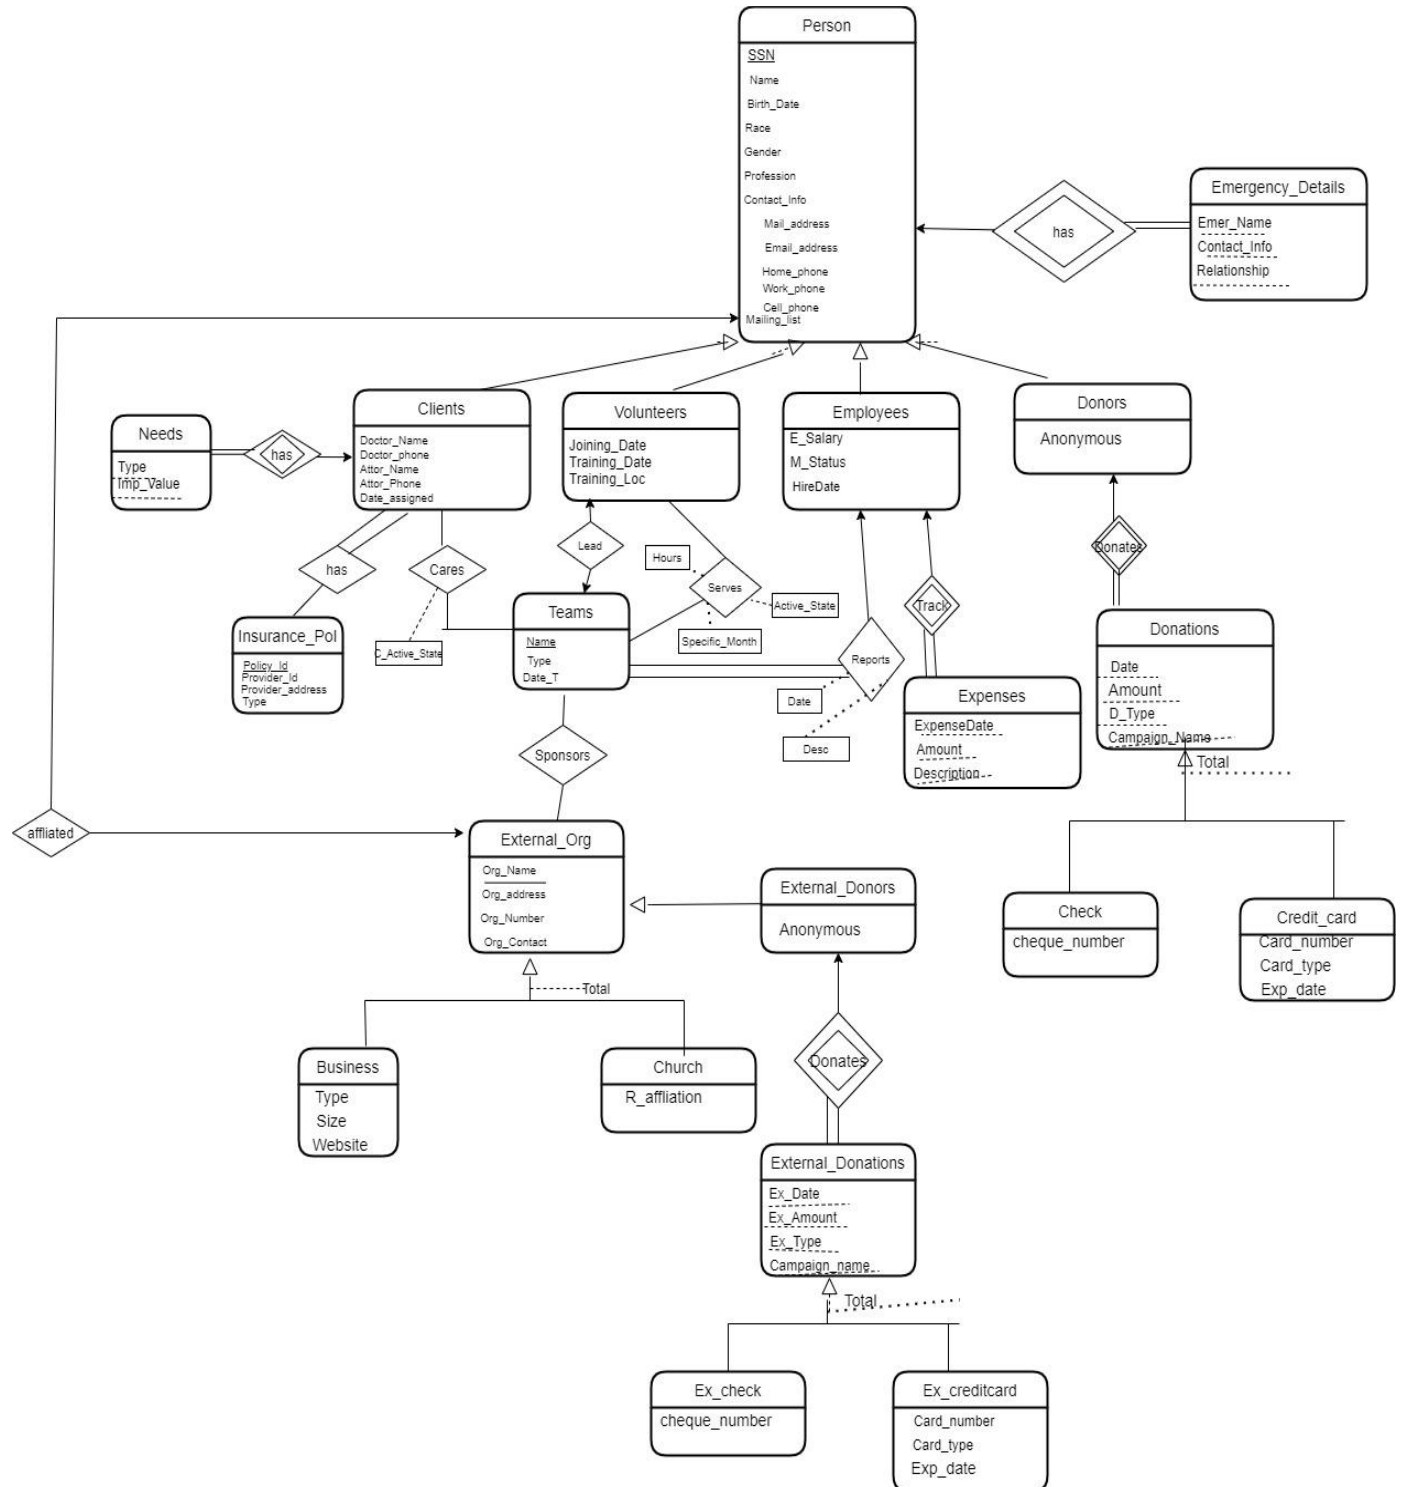 Person
SSN
Name
Birth_Date
Race
Gender
Profession
Contact_Info
Mail_address
Email_address
Home_phone
Work_phone
Cell_phone
Mailing_list
has
Emergency_Details
Emer_Name
Contact_Info
Relationship
Needs
Type
Imp_Value
has
Clients
Doctor_Name
Doctor_phone
Attor_Name
Attor_Phone
Date_assigned
Volunteers
Joining_Date
Training_Date
Training_Loc
Employees
E_Salary
M_Status
HireDate
Donors
Anonymous
has
Cares
Lead
Hours
Serves
Active_State
Specific_Month
Track
Donates
Insurance_Pol
Policy_Id
Provider_Id
Provider_address
Type
C_Active_State
Teams
Name
Type
Date_T
Reports
Date
Desc
Expenses
ExpenseDate
Amount
Description
Donations
Date
Amount
D_Type
Campaign_Name
Total
Sponsors
affliated
External_Org
Org_Name
Org_address
Org_Number
Org_Contact
External_Donors
Anonymous
Check
cheque_number
Credit_card
Card_number
Card_type
Exp_date
Total
Business
Type
Size
Website
Church
R_affliation
Donates
External_Donations
Ex_Date
Ex_Amount
Ex_Type
Campaign_name
Total
Ex_check
cheque_number
Ex_creditcard
Card_number
Card_type
Exp_date